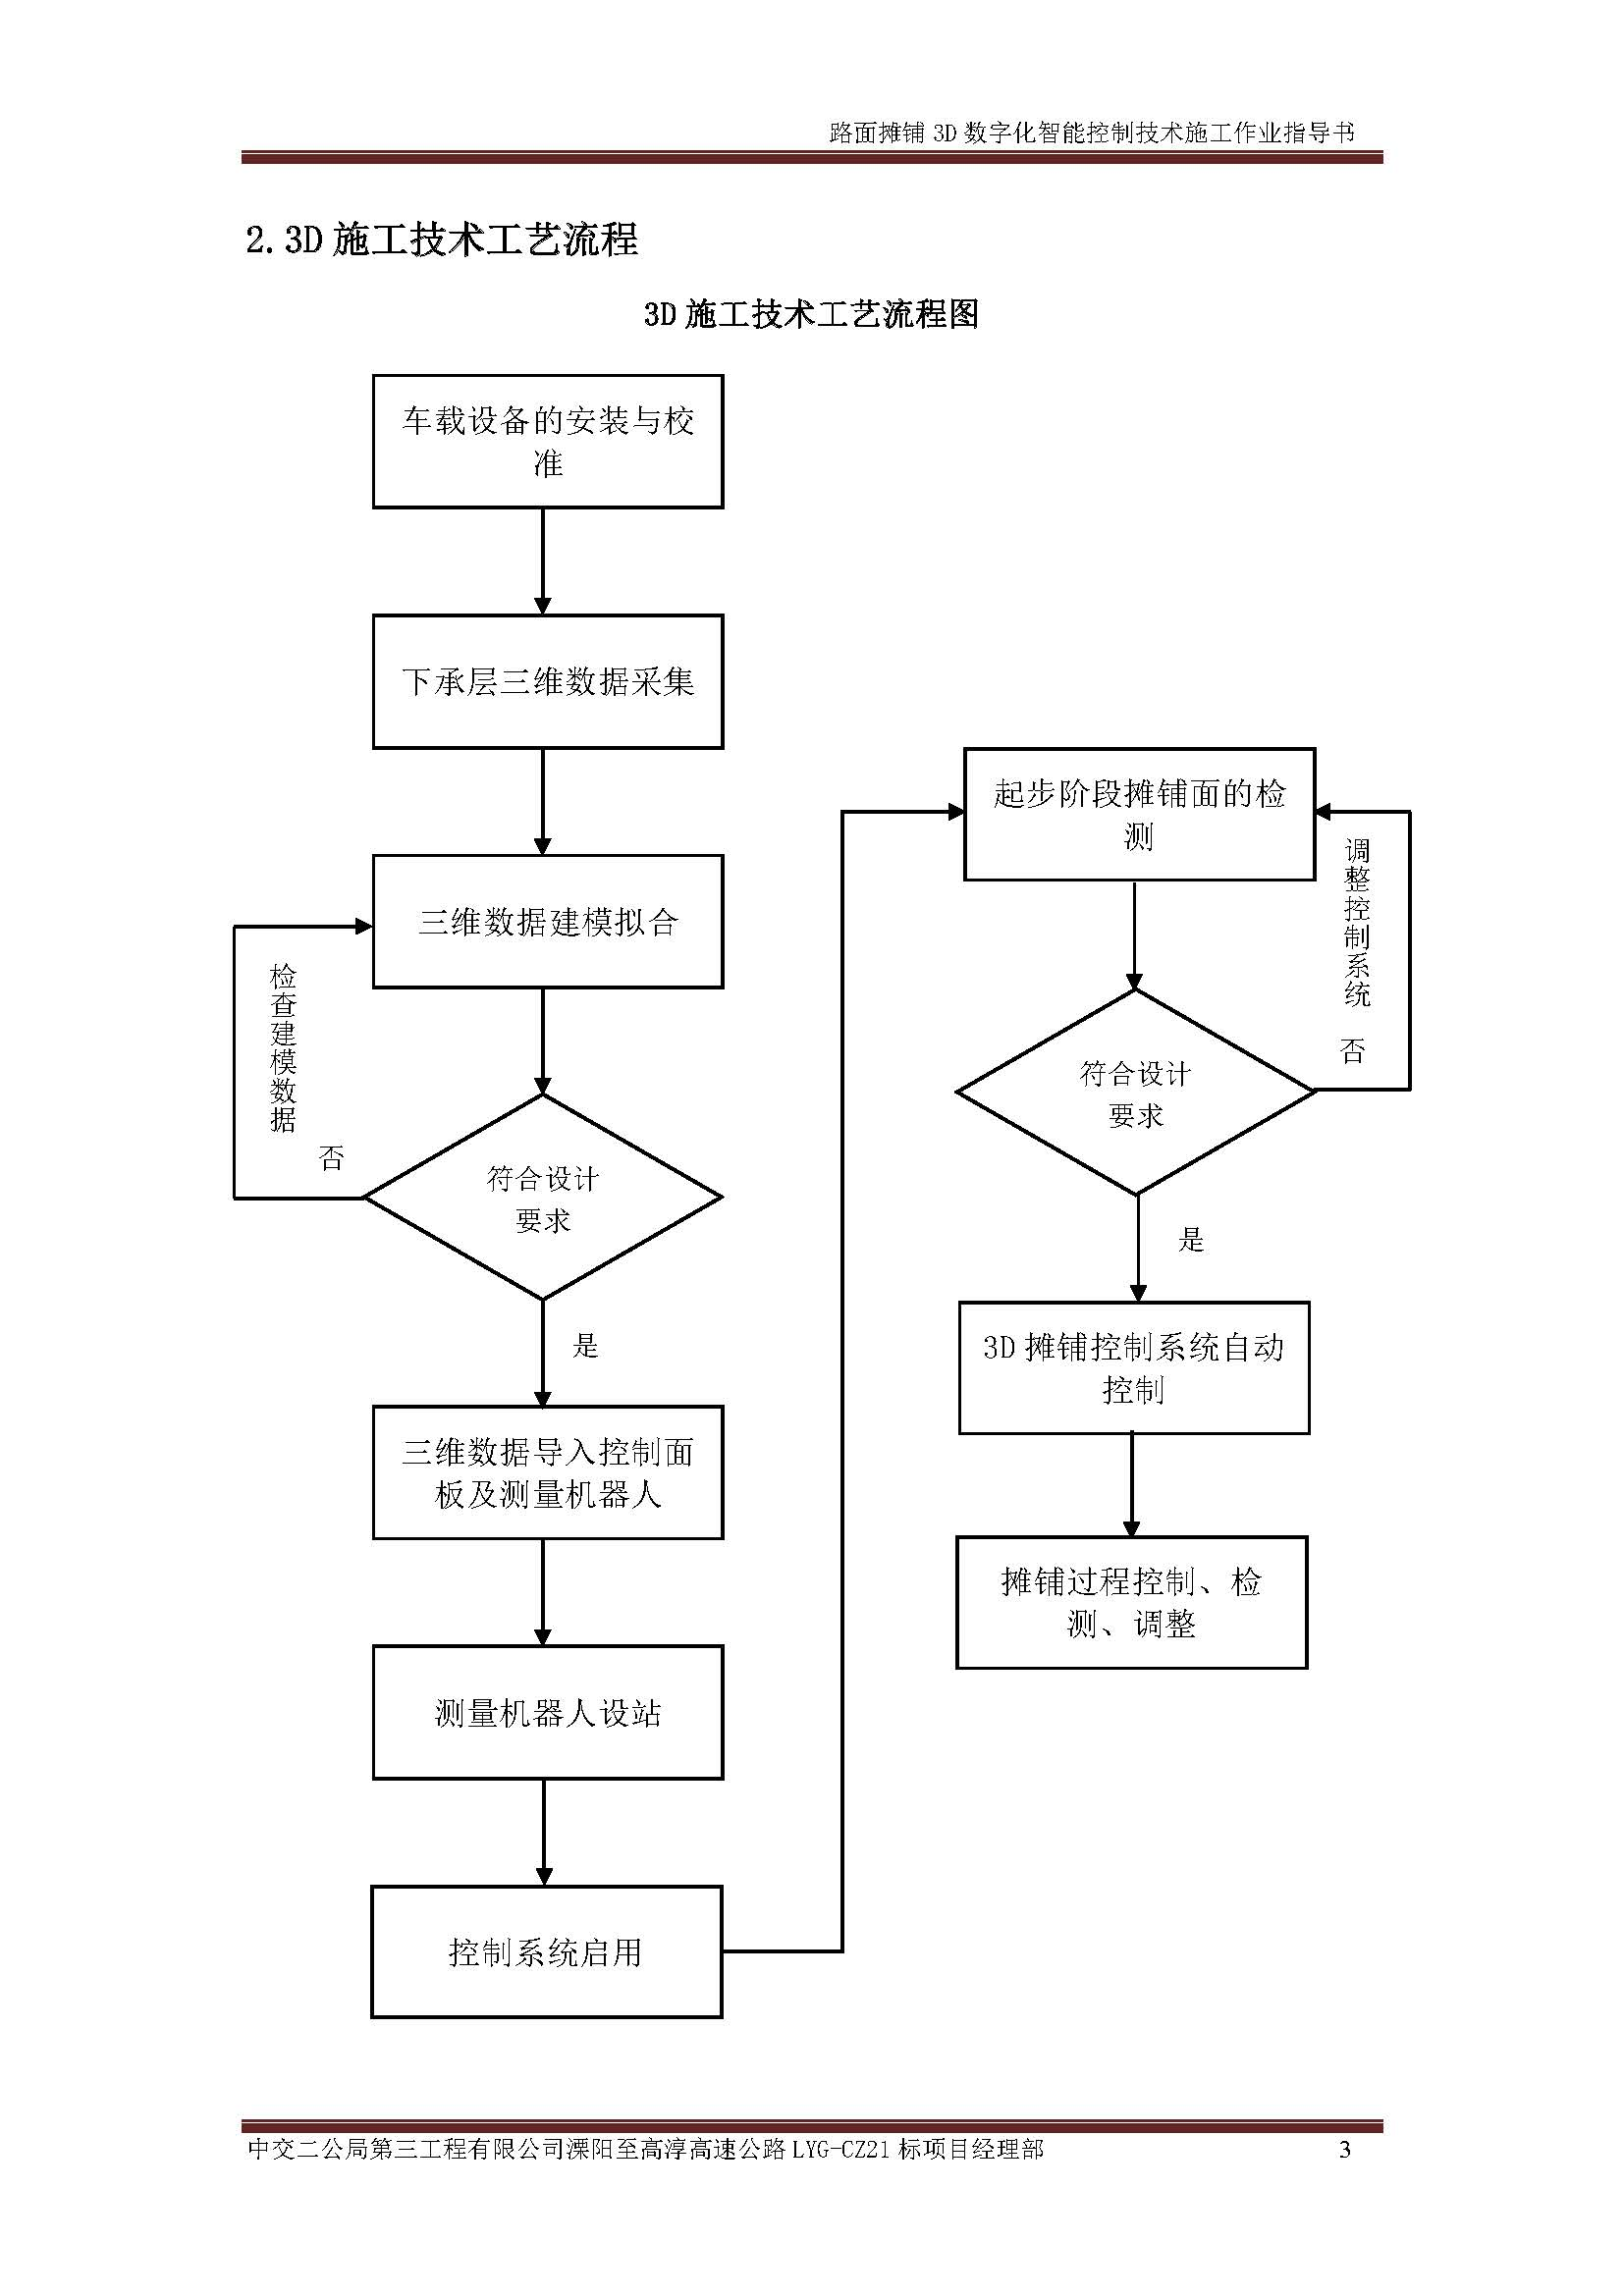 路面摊铺 3D 数字化智能控制技术施工作业指导书
2.3D 施工技术工艺流程
3D 施工技术工艺流程图
车载设备的安装与校
准
下承层三维数据采集
三维数据建模拟合
检查建模数据
否
符合设计
要求
是
三维数据导入控制面
板及测量机器人
测量机器人设站
控制系统启用
起步阶段摊铺面的检
测
调整控制系统
否
符合设计
要求
是
3D 摊铺控制系统自动
控制
摊铺过程控制、检
测、调整
中交二公局第三工程有限公司溧阳至高淳高速公路 LYG-CZ21 标项目经理部 3